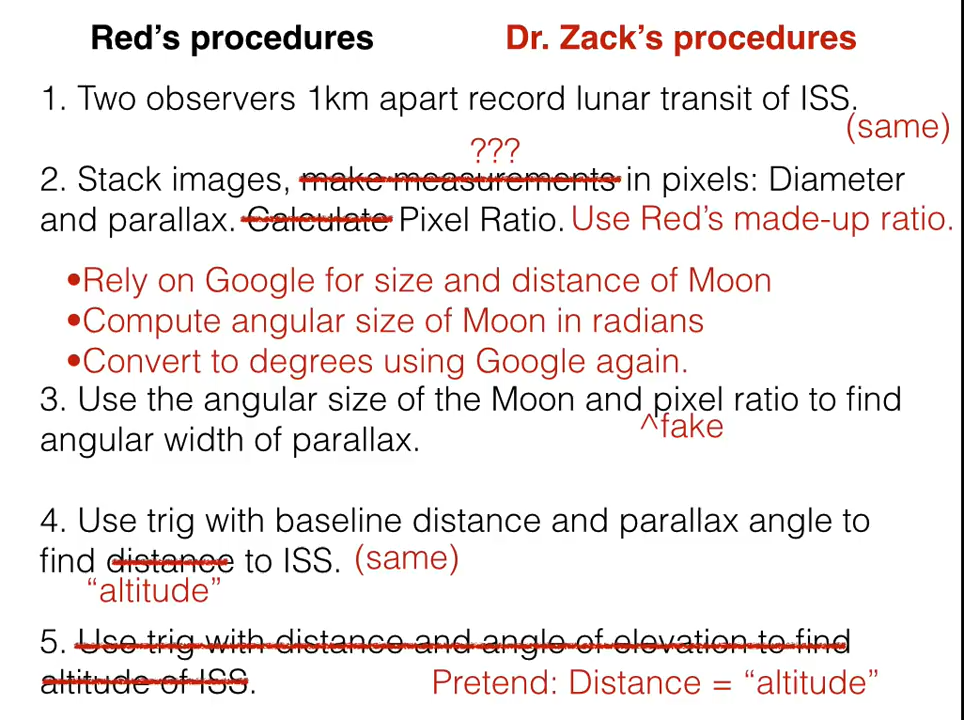 Red's procedures Dr. Zack's procedures
1. Two observers 1km apart record lunar transit of ISS.
(same)
???
2. Stack images, make measurements in pixels: Diameter
and parallax. Calculate Pixel Ratio. Use Red's made-up ratio.
•Rely on Google for size and distance of Moon
•Compute angular size of Moon in radians
•Convert to degrees using Google again.
3. Use the angular size of the Moon and pixel ratio to find
^fake
angular width of parallax.
4. Use trig with baseline distance and parallax angle to
find distance to ISS. (same)
"altitude"
5. Use trig with distance and angle of elevation to find
altitude of ISS. Pretend: Distance = "altitude"